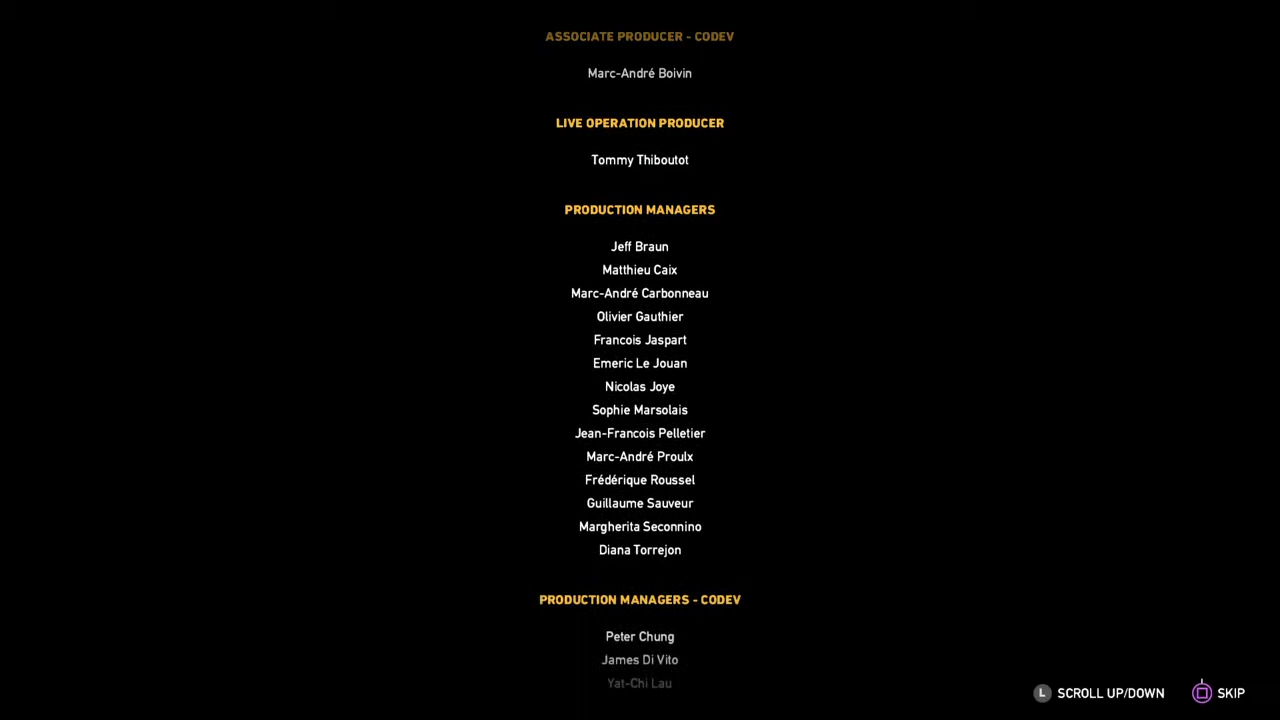 ASSOCIATE PRODUCER - CODEV
Marc-André Boivin
LIVE OPERATION PRODUCER
Tommy Thiboutot
PRODUCTION MANAGERS
Jeff Braun
Matthieu Caix
Marc-André Carbonneau
Olivier Gauthier
Francois Jaspart
Emeric Le Jouan
Nicolas Joye
Sophie Marsolais
Jean-Francois Pelletier
Marc-André Proulx
Frédérique Roussel
Guillaume Sauveur
Margherita Seconnino
Diana Torrejon
PRODUCTION MANAGERS - CODEV
Peter Chung
James Di Vito
Yat-Chi Lau
L SCROLL UP/DOWN SKIP